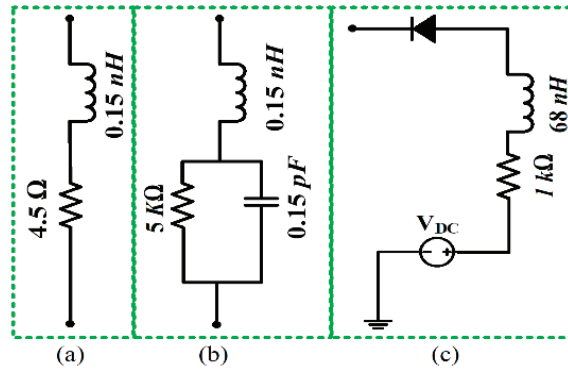 0.15 nH
4.5 Ω
0.15 nH
5 KΩ
0.15 pF
68 nH
1 kΩ
VDC
- +
(a)
(b)
(c)